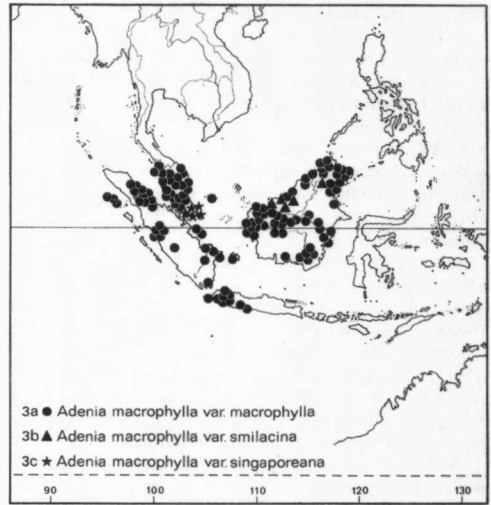 3a ● Adenia macrophylla var. macrophylla
3b ▲ Adenia macrophylla var. smilacina
3c ★ Adenia macrophylla var. singaporeana
90 100 110 120 130